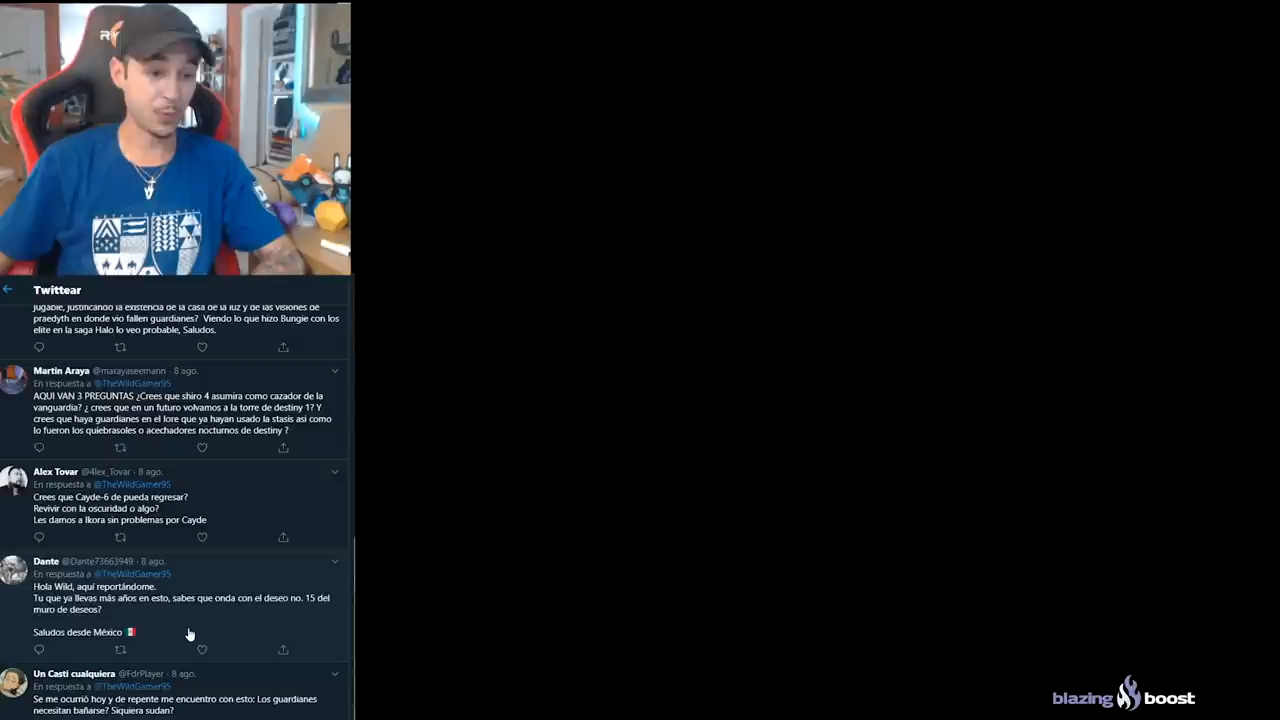 Twittear
jugable, justificando la existencia de la casa de la luz y de las visiones de
praedyth en donde vio fallen guardianes? Viendo lo que hizo Bungie con los
elite en la saga Halo lo veo probable, Saludos.
Martin Araya @marayaseemann · 8 ago.
En respuesta a @TheWildGamer95
AQUI VAN 3 PREGUNTAS ¿Crees que shiro 4 asumira como cazador de la
vanguardia? ¿ crees que en un futuro volvamos a la torre de destiny 1? Y
crees que haya guardianes en el lore que ya hayan usado la stasis asi como
lo fueron los quiebrasoles o acechadores nocturnos de destiny ?
Alex Tovar @4lex_Tovar · 8 ago.
En respuesta a @TheWildGamer95
Crees que Cayde-6 de pueda regresar?
Revivir con la oscuridad o algo?
Les damos a Ikora sin problemas por Cayde
Dante @Dante73663949 · 8 ago.
En respuesta a @TheWildGamer95
Hola Wild, aquí reportándome.
Tu que ya llevas más años en esto, sabes que onda con el deseo no. 15 del
muro de deseos?
Saludos desde México
Un Casti cualquiera @FdrPlayer · 8 ago.
En respuesta a @TheWildGamer95
Se me ocurrió hoy y de repente me encuentro con esto: Los guardianes
necesitan bañarse? Siquiera sudan?
blazing boost